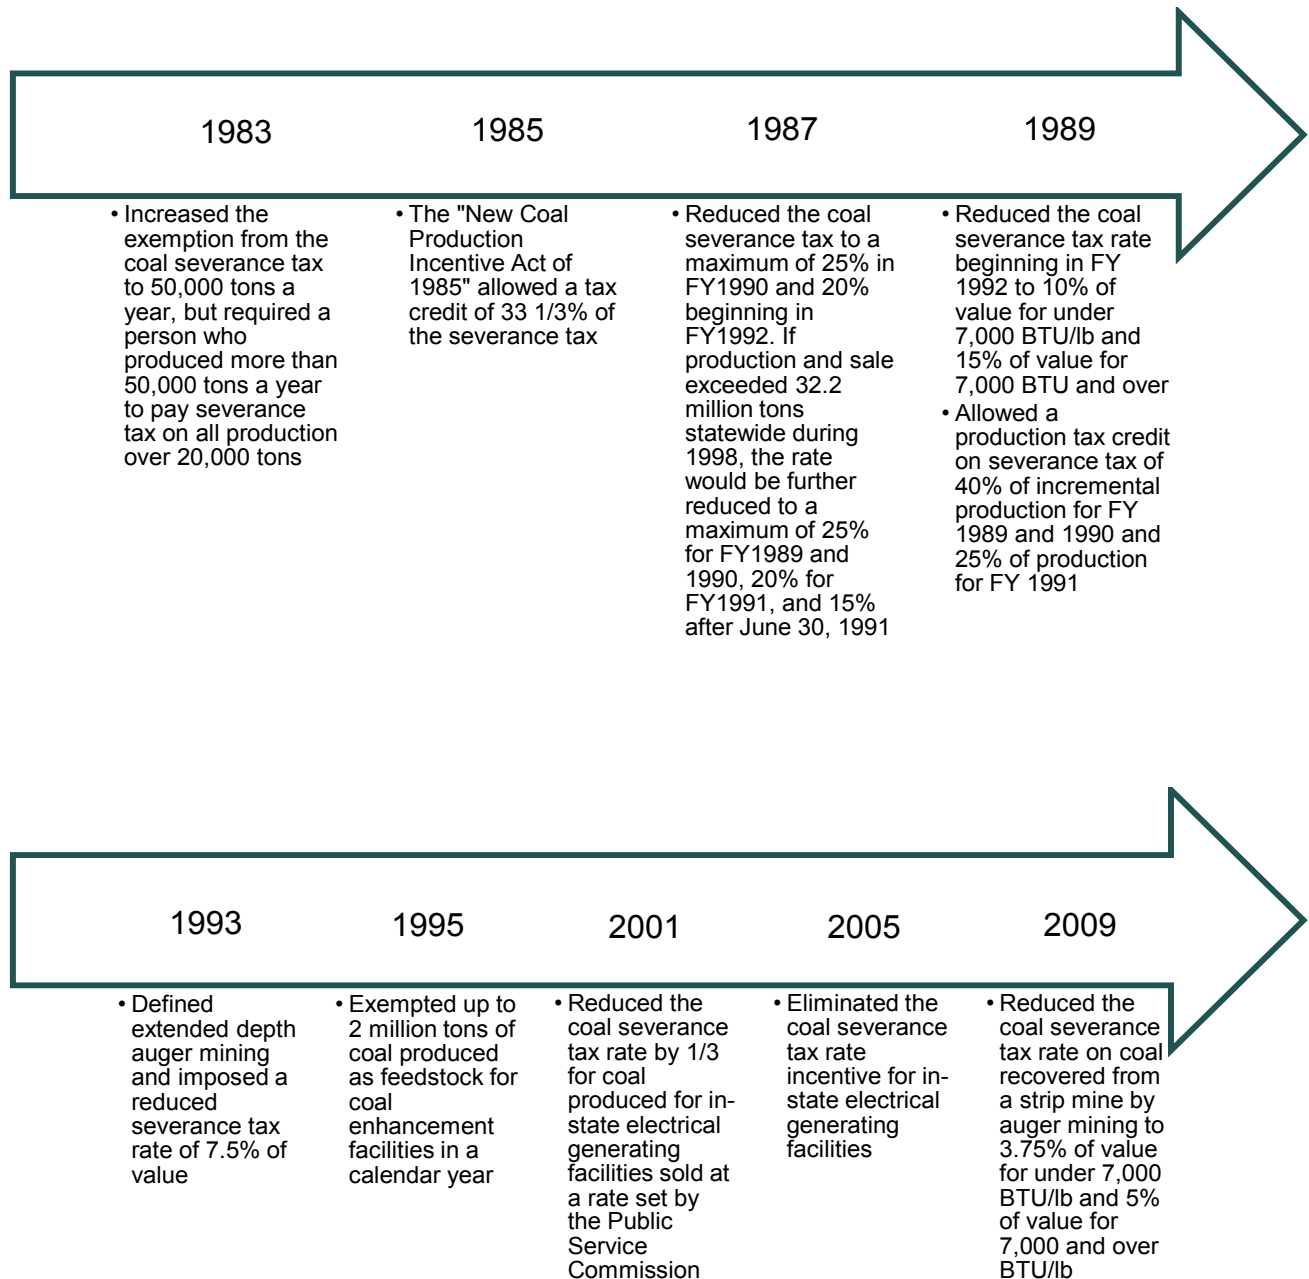 1983
1985
1987
1989
• Increased the
exemption from the
coal severance tax
to 50,000 tons a
year, but required a
person who
produced more than
50,000 tons a year
to pay severance
tax on all production
over 20,000 tons
• The "New Coal
Production
Incentive Act of
1985" allowed a tax
credit of 33 1/3% of
the severance tax
• Reduced the coal
severance tax to a
maximum of 25% in
FY1990 and 20%
beginning in
FY1992. If
production and sale
exceeded 32.2
million tons
statewide during
1998, the rate
would be further
reduced to a
maximum of 25%
for FY1989 and
1990, 20% for
FY1991, and 15%
after June 30, 1991
• Reduced the coal
severance tax rate
beginning in FY
1992 to 10% of
value for under
7,000 BTU/lb and
15% of value for
7,000 BTU and over
• Allowed a
production tax credit
on severance tax of
40% of incremental
production for FY
1989 and 1990 and
25% of production
for FY 1991
1993
1995
2001
2005
2009
• Defined
extended depth
auger mining
and imposed a
reduced
severance tax
rate of 7.5% of
value
• Exempted up to
2 million tons of
coal produced
as feedstock for
coal
enhancement
facilities in a
calendar year
• Reduced the
coal severance
tax rate by 1/3
for coal
produced for in-
state electrical
generating
facilities sold at
a rate set by
the Public
Service
Commission
• Eliminated the
coal severance
tax rate
incentive for in-
state electrical
generating
facilities
• Reduced the
coal severance
tax rate on coal
recovered from
a strip mine by
auger mining to
3.75% of value
for under 7,000
BTU/lb and 5%
of value for
7,000 and over
BTU/lb